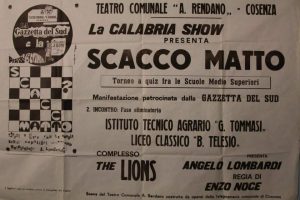 TEATRO COMUNALE "A. RENDANO" - COSENZA
La CALABRIA SHOW
PRESENTA
SCACCO MATTO
Torneo a quiz fra le Scuole Medie Superiori
Manifestazione patrocinata dalla GAZZETTA DEL SUD
2. INCONTRO: Fase eliminatoria
ISTITUTO TECNICO AGRARIO "G. TOMMASI"
LICEO CLASSICO "B. TELESIO"
COMPLESSO
THE LIONS
PRESENTA
ANGELO LOMBARDI
REGIA DI
ENZO NOCE
Gazzetta del Sud
e la
SCACCO
MATTO